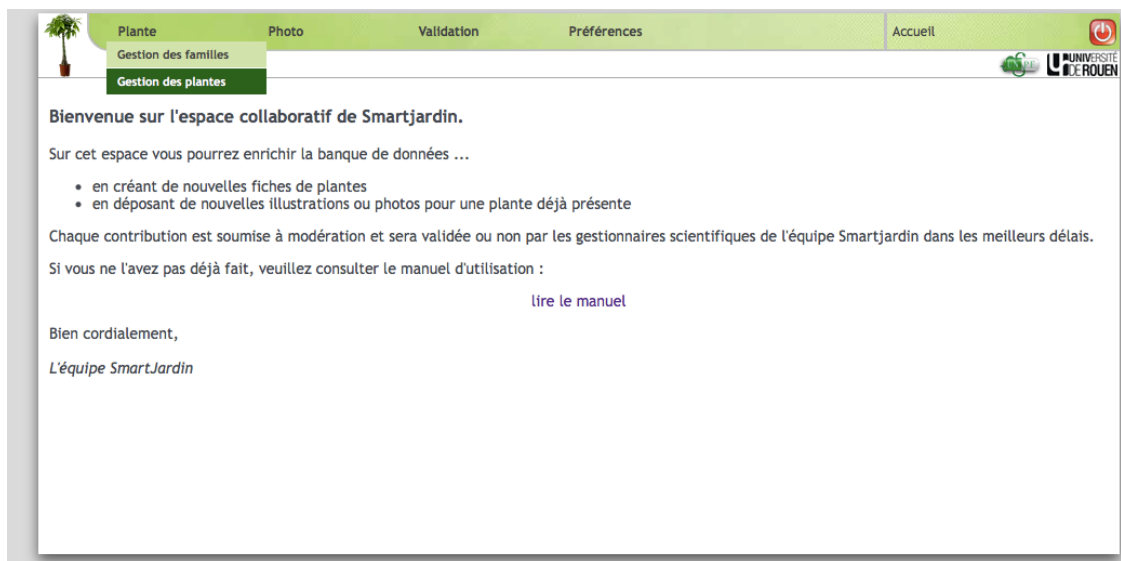 Plante Photo Validation Préférences Accueil
Gestion des familles
Gestion des plantes
UNIVERSITÉ
DE ROUEN
Bienvenue sur l'espace collaboratif de Smartjardin.
Sur cet espace vous pourrez enrichir la banque de données ...
• en créant de nouvelles fiches de plantes
• en déposant de nouvelles illustrations ou photos pour une plante déjà présente
Chaque contribution est soumise à modération et sera validée ou non par les gestionnaires scientifiques de l'équipe Smartjardin dans les meilleurs délais.
Si vous ne l'avez pas déjà fait, veuillez consulter le manuel d'utilisation :
lire le manuel
Bien cordialement,
L'équipe SmartJardin